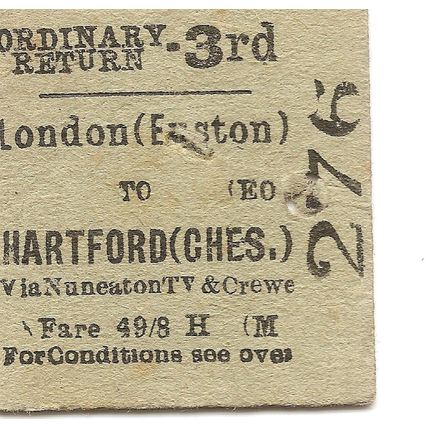 ORDINARY
RETURN -3rd
London (Euston)
TO (EO
HARTFORD (CHES.)
Via Nuneaton TV & Crewe
Fare 49/8 H (M
For Conditions see over
276